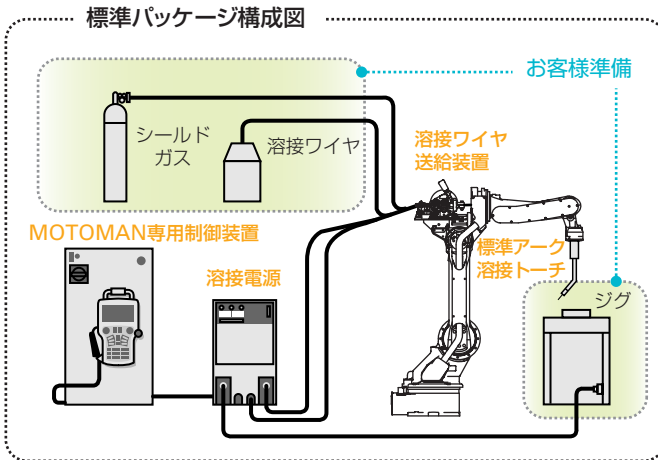 標準パッケージ構成図
お客様準備
シールド
ガス
溶接ワイヤ
溶接ワイヤ
送給装置
MOTOMAN専用制御装置
溶接電源
標準アーク
溶接トーチ
ジグ